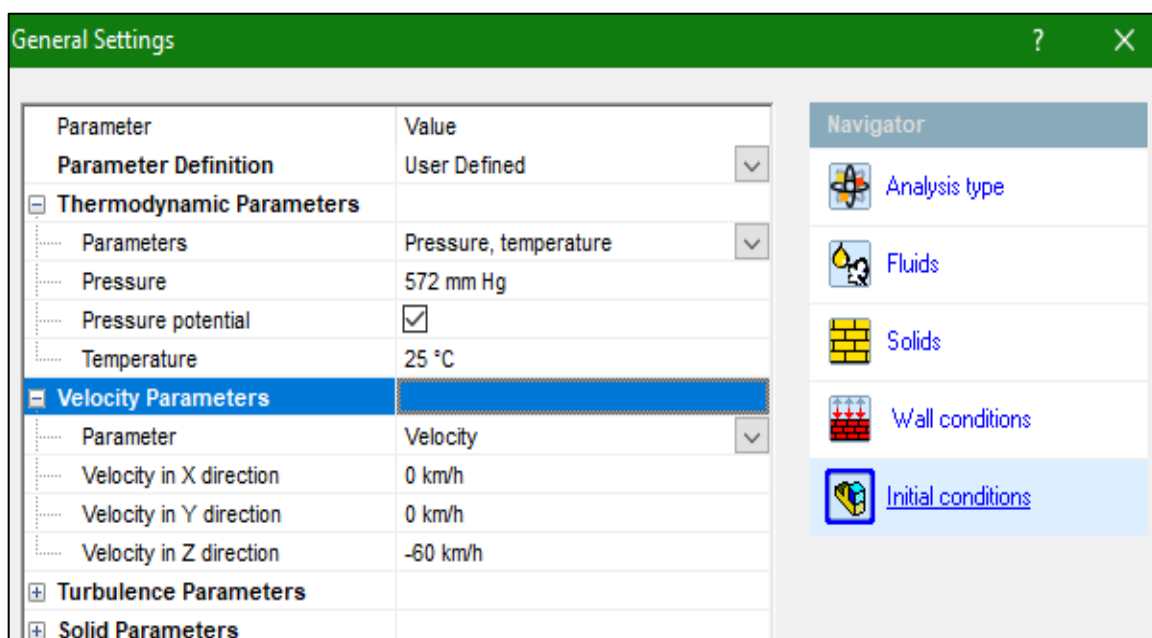 General Settings
?
Parameter Value
Parameter Definition User Defined
Thermodynamic Parameters
Parameters Pressure, temperature
Pressure 572 mm Hg
Pressure potential
Temperature 25 °C
Velocity Parameters
Parameter Velocity
Velocity in X direction 0 km/h
Velocity in Y direction 0 km/h
Velocity in Z direction -60 km/h
Turbulence Parameters
Solid Parameters
Navigator
Analysis type
Fluids
Solids
Wall conditions
Initial conditions